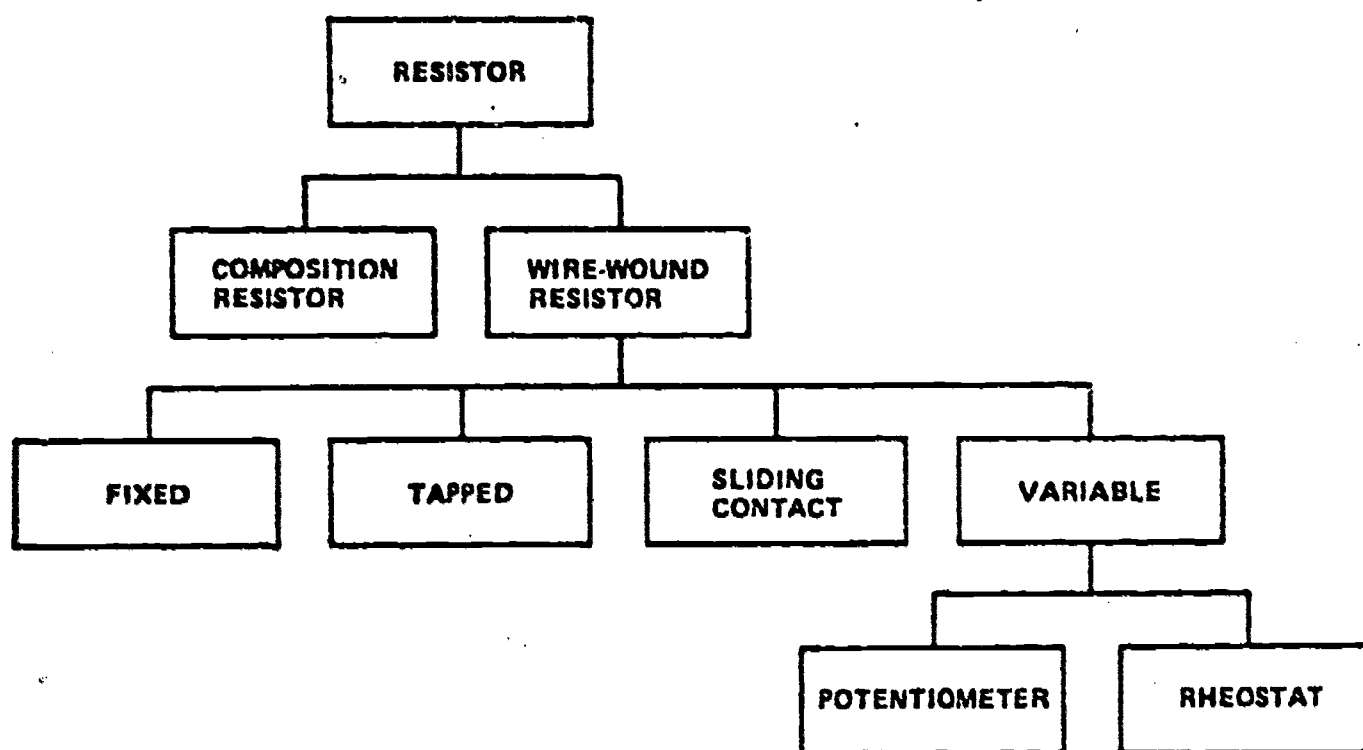 RESISTOR
COMPOSITION
RESISTOR
WIRE-WOUND
RESISTOR
FIXED
TAPPED
SLIDING
CONTACT
VARIABLE
POTENTIOMETER
RHEOSTAT